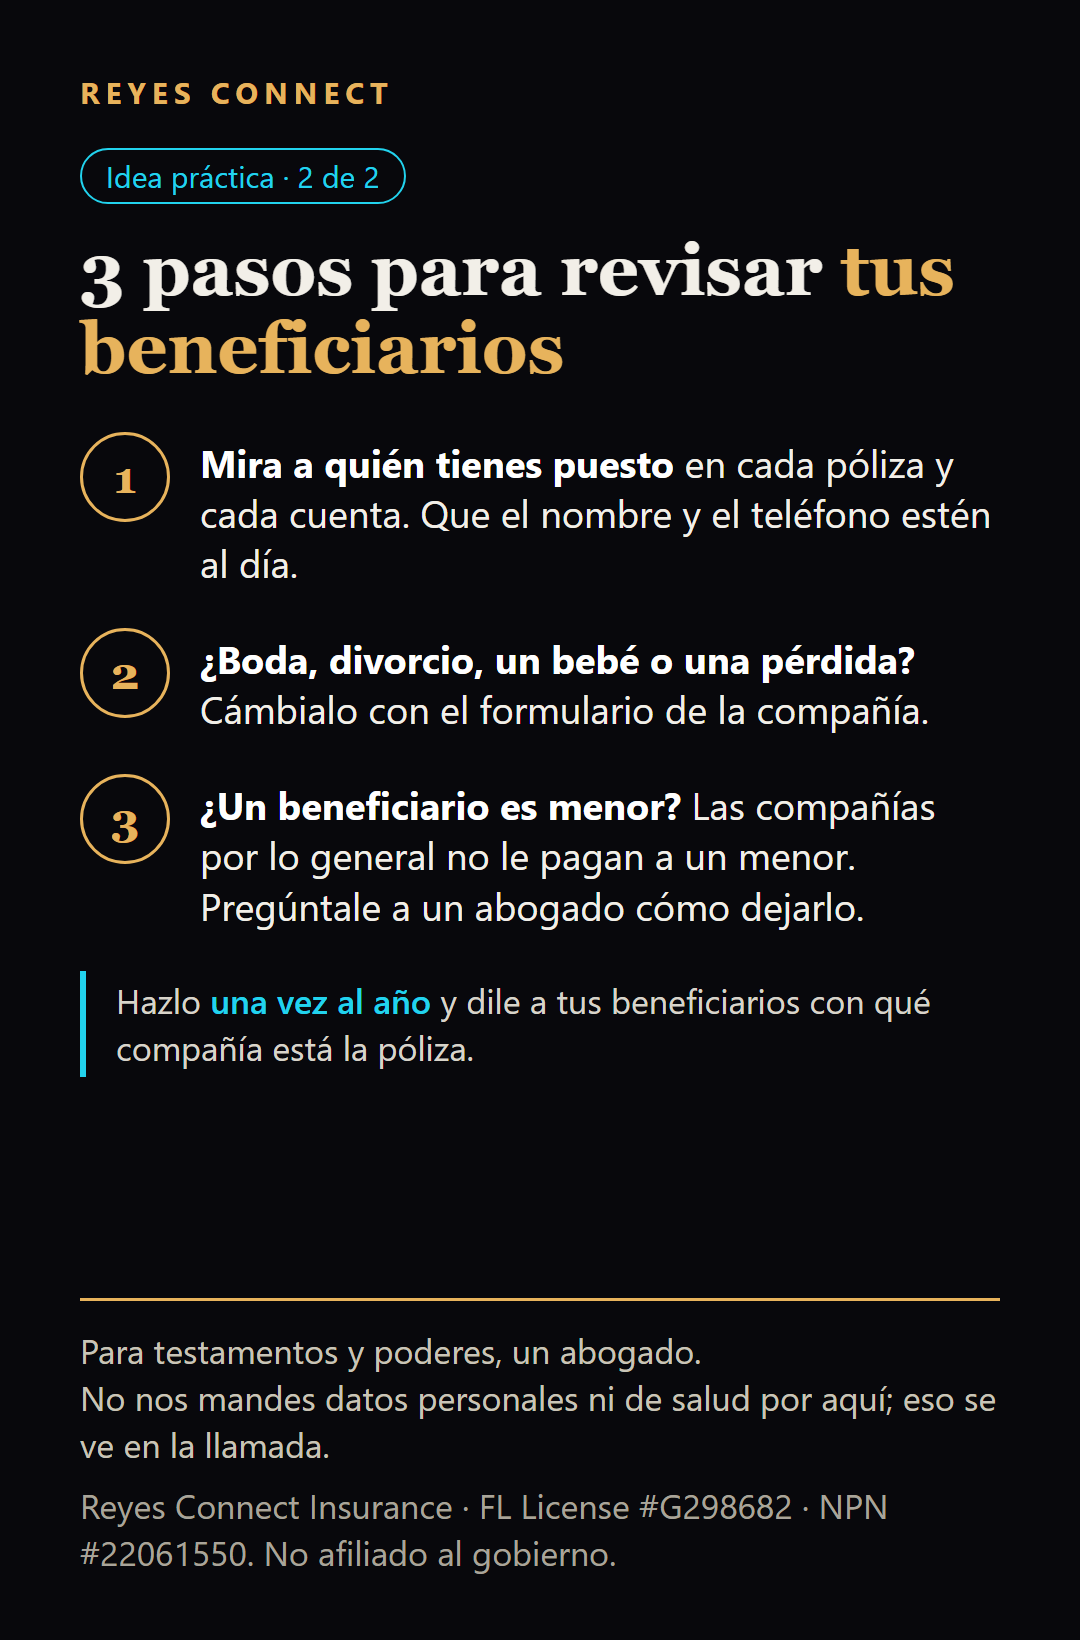 REYES CONNECT
Idea práctica · 2 de 2
3 pasos para revisar tus
beneficiarios
1
Mira a quién tienes puesto en cada póliza y
cada cuenta. Que el nombre y el teléfono estén
al día.
2
¿Boda, divorcio, un bebé o una pérdida?
Cámbialo con el formulario de la compañía.
3
¿Un beneficiario es menor? Las compañías
por lo general no le pagan a un menor.
Pregúntale a un abogado cómo dejarlo.
Hazlo una vez al año y dile a tus beneficiarios con qué
compañía está la póliza.
Para testamentos y poderes, un abogado.
No nos mandes datos personales ni de salud por aquí; eso se
ve en la llamada.
Reyes Connect Insurance · FL License #G298682 · NPN
#22061550. No afiliado al gobierno.